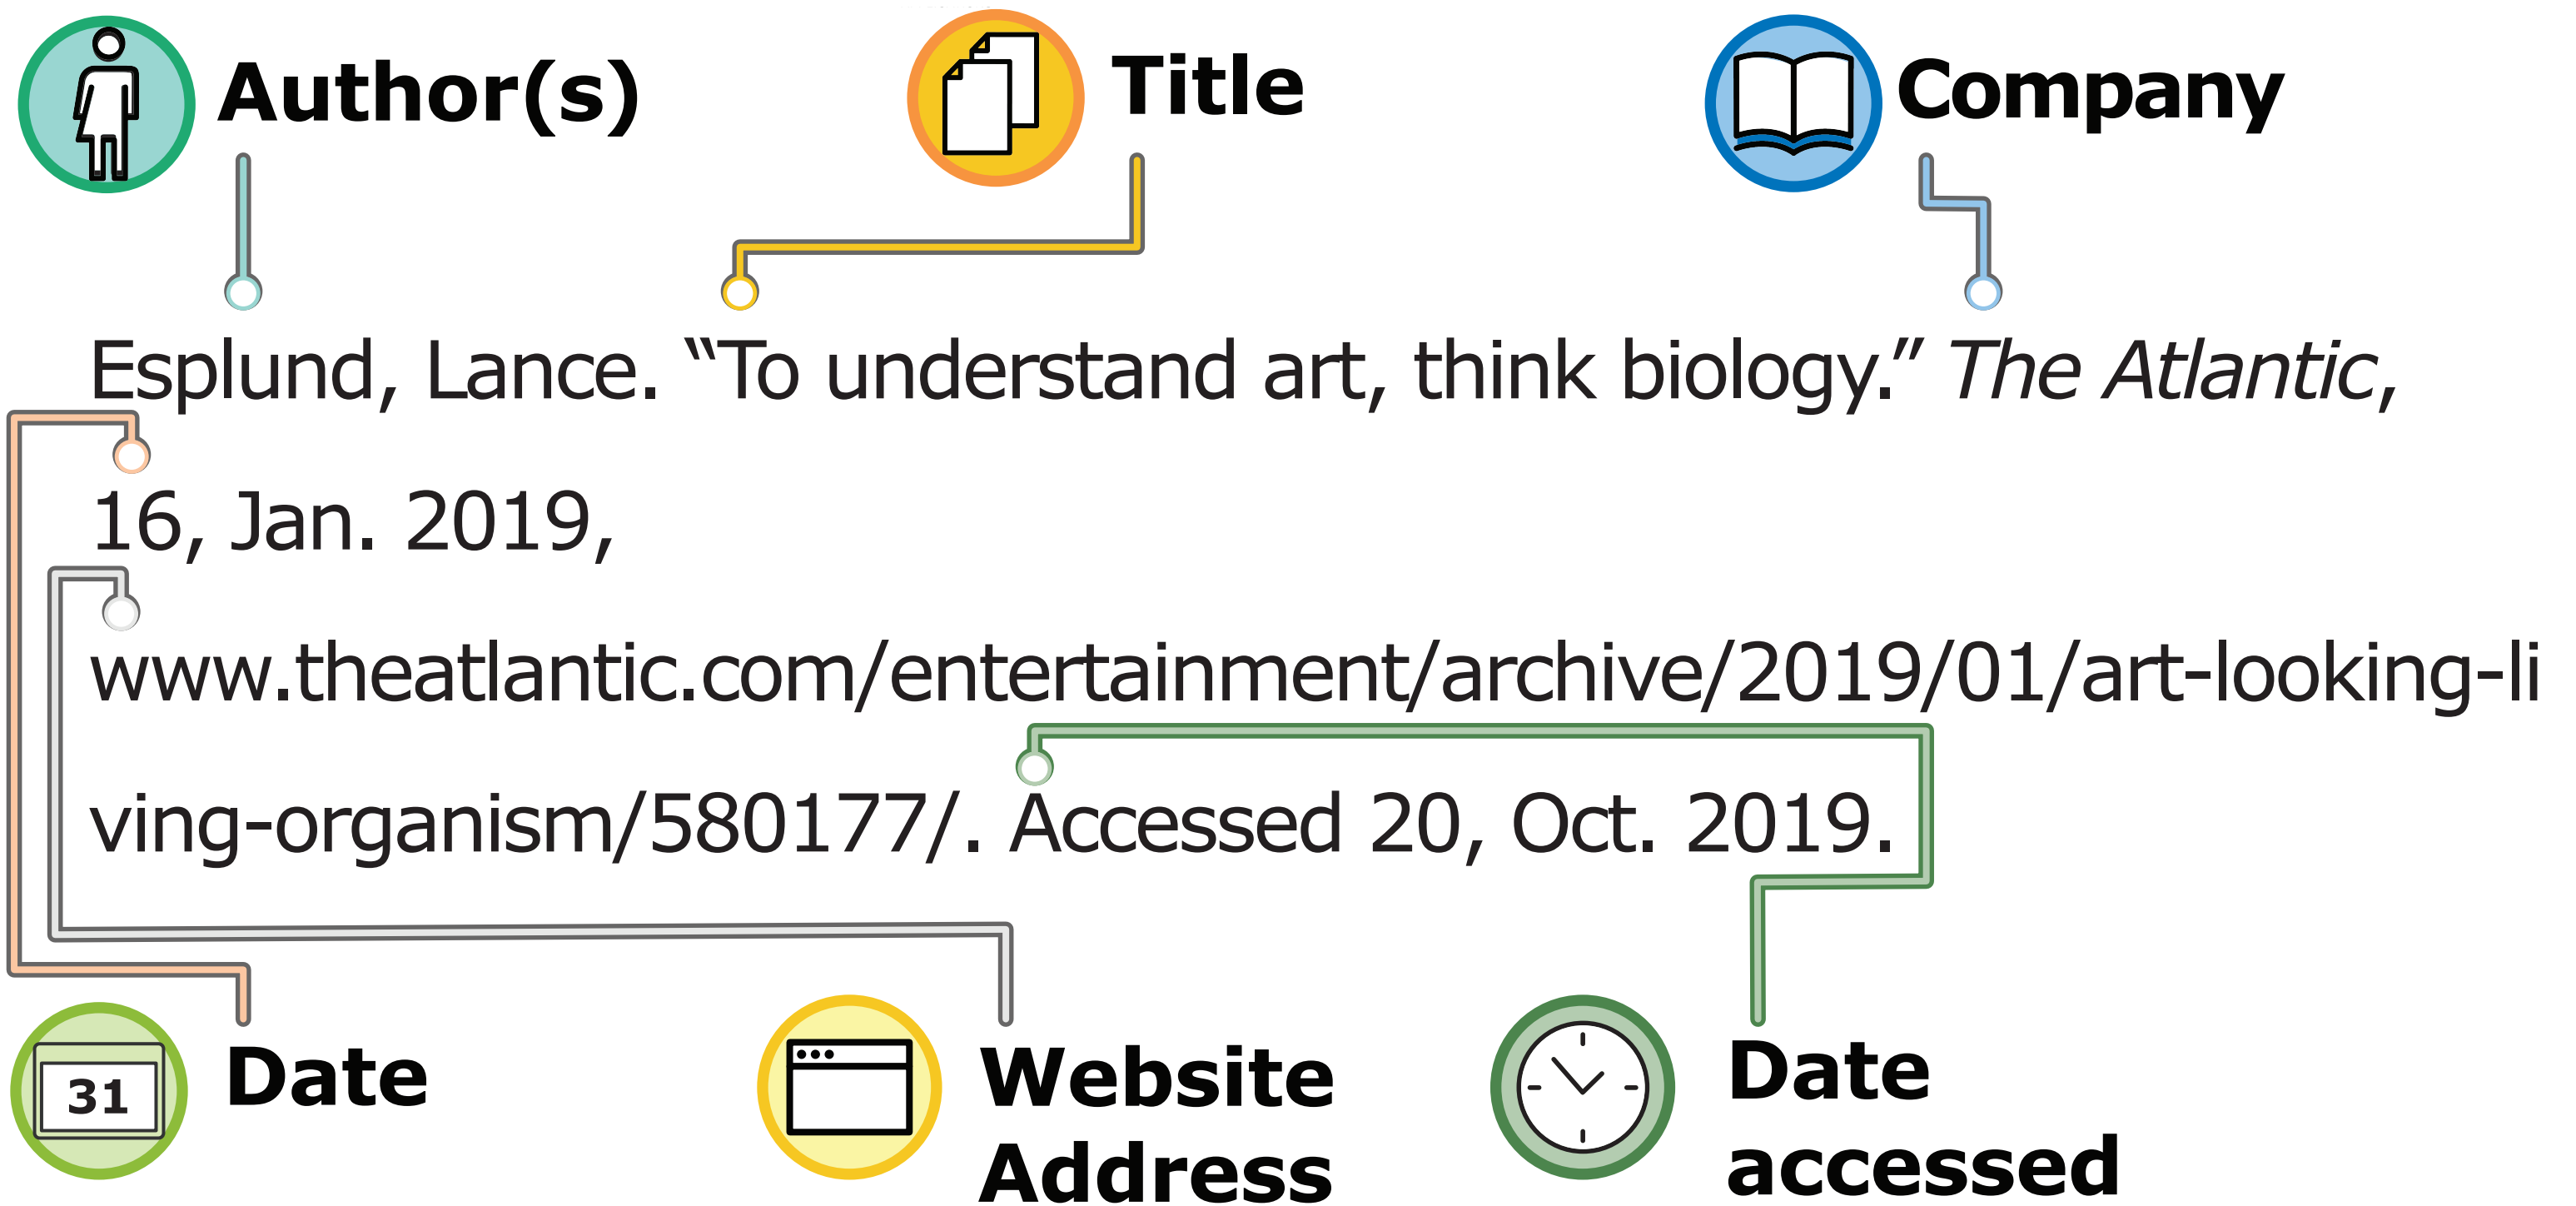 Author(s)
Title
Company
Esplund, Lance. “To understand art, think biology.” The Atlantic,
16, Jan. 2019,
www.theatlantic.com/entertainment/archive/2019/01/art-looking-li
ving-organism/580177/. Accessed 20, Oct. 2019.
31
Date
Website
Address
Date
accessed